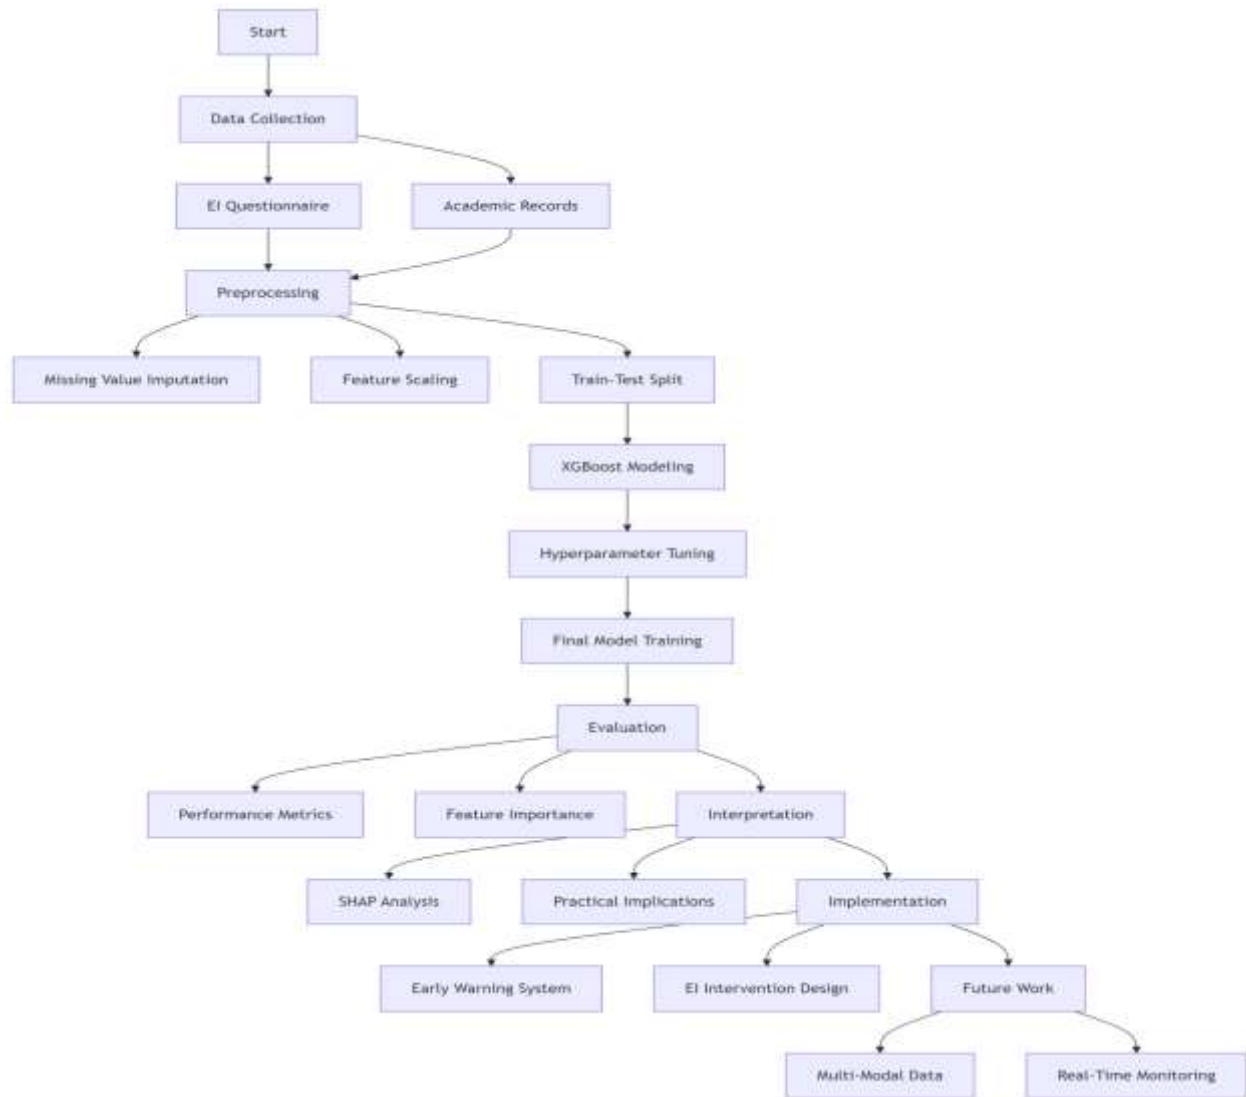 Start
Data Collection
EI Questionnaire
Academic Records
Preprocessing
Missing Value Imputation
Feature Scaling
Train-Test Split
XGBoost Modeling
Hyperparameter Tuning
Final Model Training
Evaluation
Performance Metrics
Feature Importance
Interpretation
SHAP Analysis
Practical Implications
Implementation
Early Warning System
EI Intervention Design
Future Work
Multi-Modal Data
Real-Time Monitoring